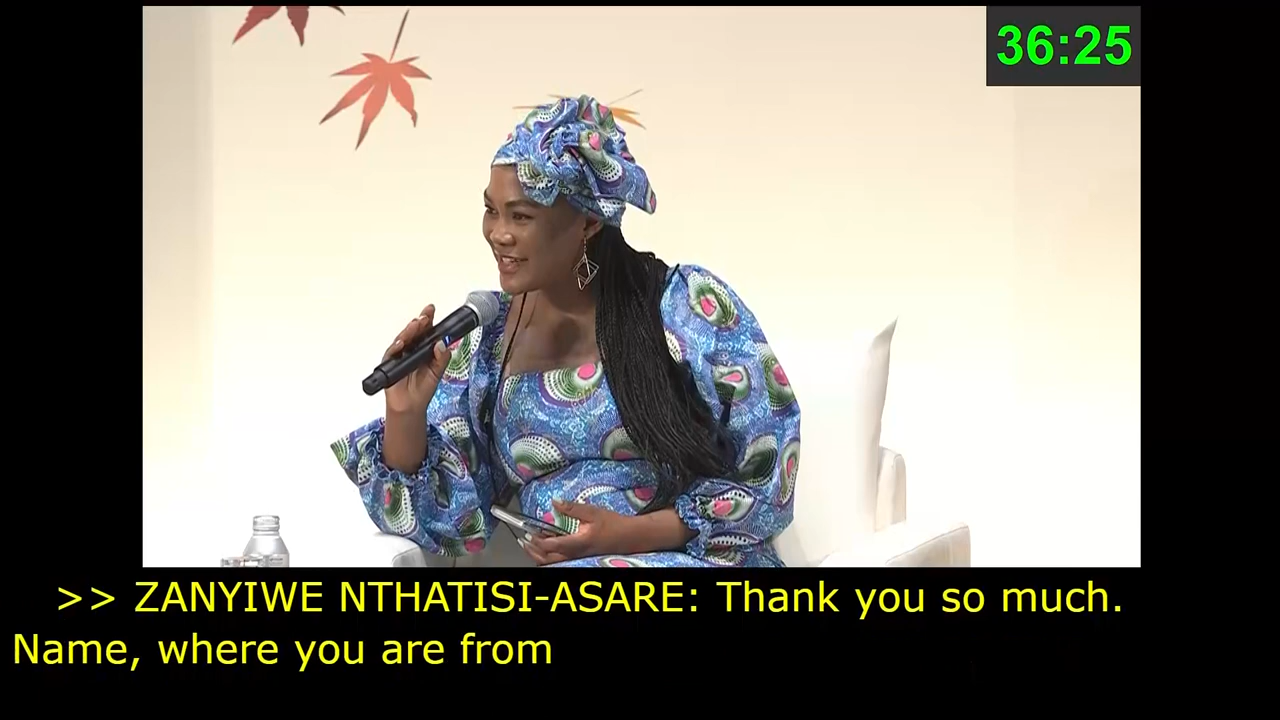 36:25
>> ZANYIWE NTHATISI-ASARE: Thank you so much.
Name, where you are from